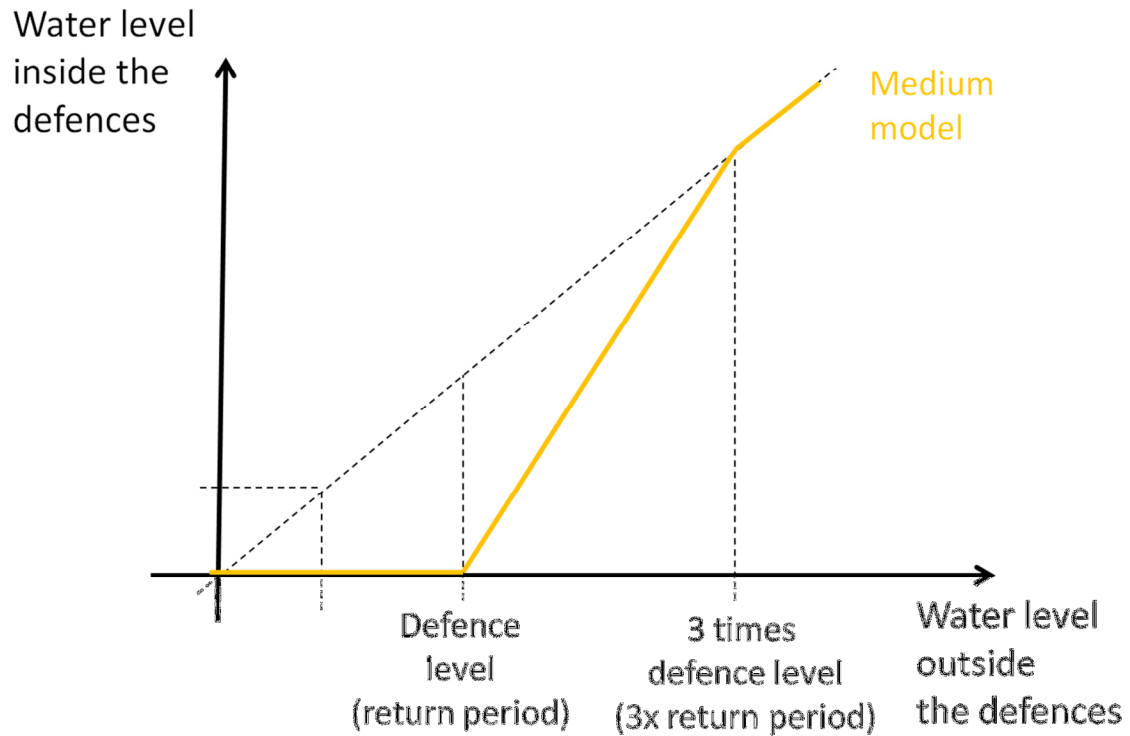 Water level
inside the
defences
Medium
model
Defence
level
(return period)
3 times
defence level
(3x return period)
Water level
outside
the defences